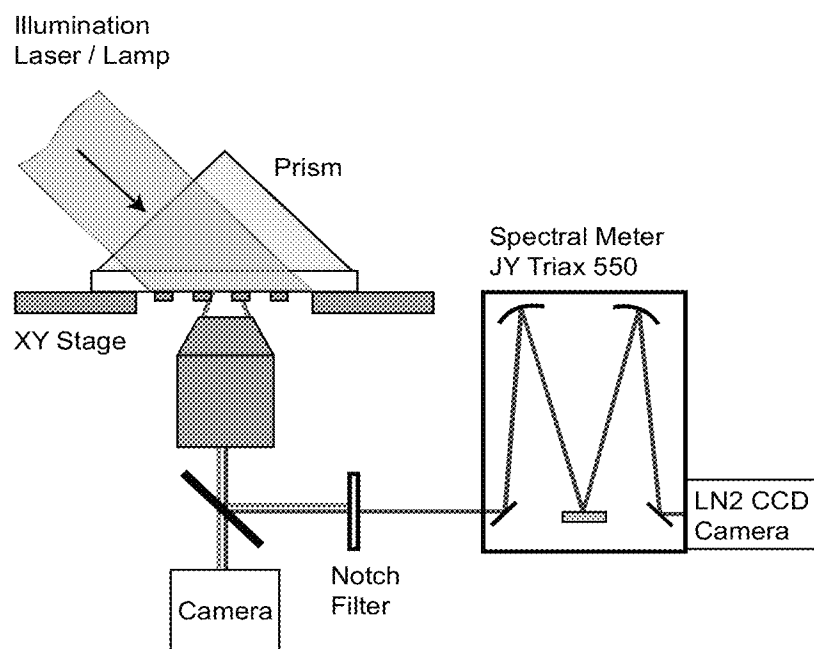 Illumination
Laser / Lamp
Prism
Spectral Meter
JY Triax 550
XY Stage
LN2 CCD
Camera
Notch
Filter
Camera